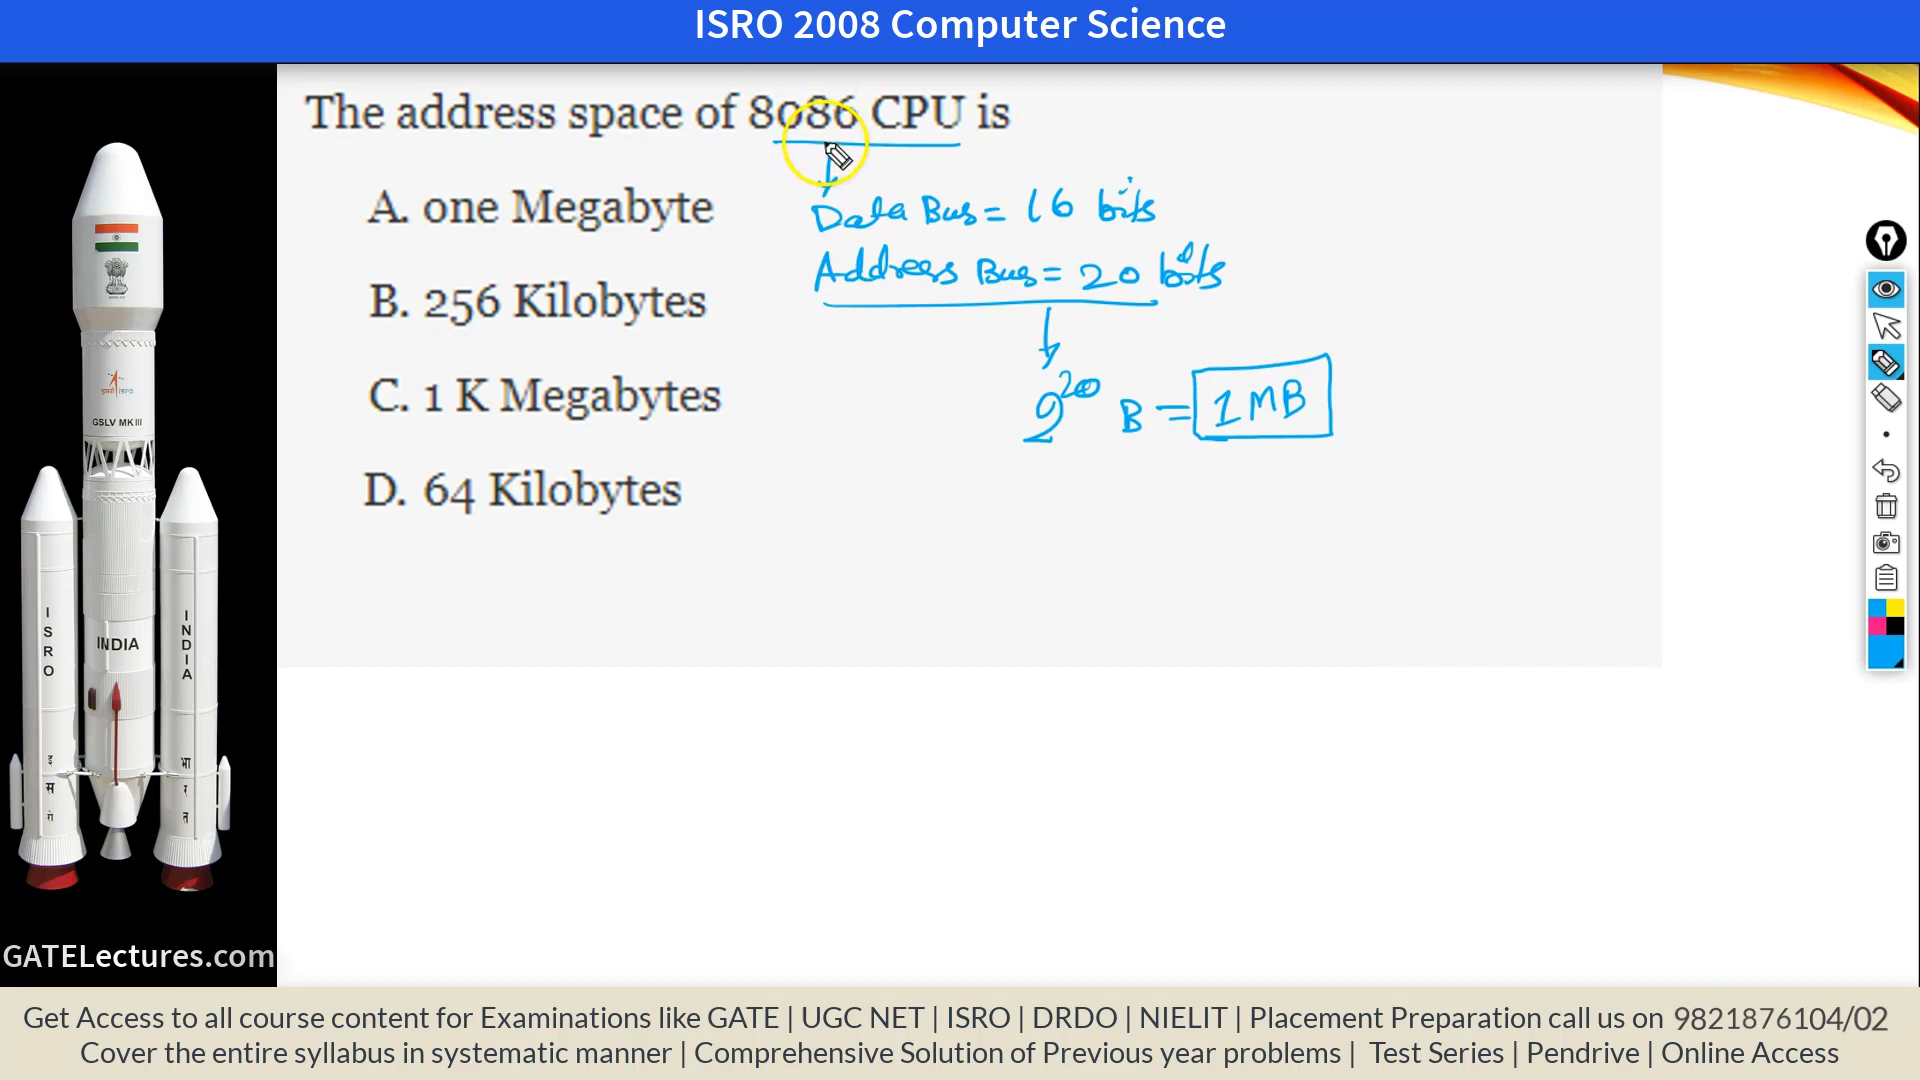 ISRO 2008 Computer Science
The address space of 8086 CPU is
A. one Megabyte
B. 256 Kilobytes
C. 1 K Megabytes
D. 64 Kilobytes
Data Bus = 16 bits
Address Bus = 20 bits
2^20 B = 1 MB
इसरो isro
GSLV MK III
I S R O
INDIA
I N D I A
इ स रो
भा र त
GATELectures.com
Get Access to all course content for Examinations like GATE | UGC NET | ISRO | DRDO | NIELIT | Placement Preparation call us on 9821876104/02
Cover the entire syllabus in systematic manner | Comprehensive Solution of Previous year problems | Test Series | Pendrive | Online Access